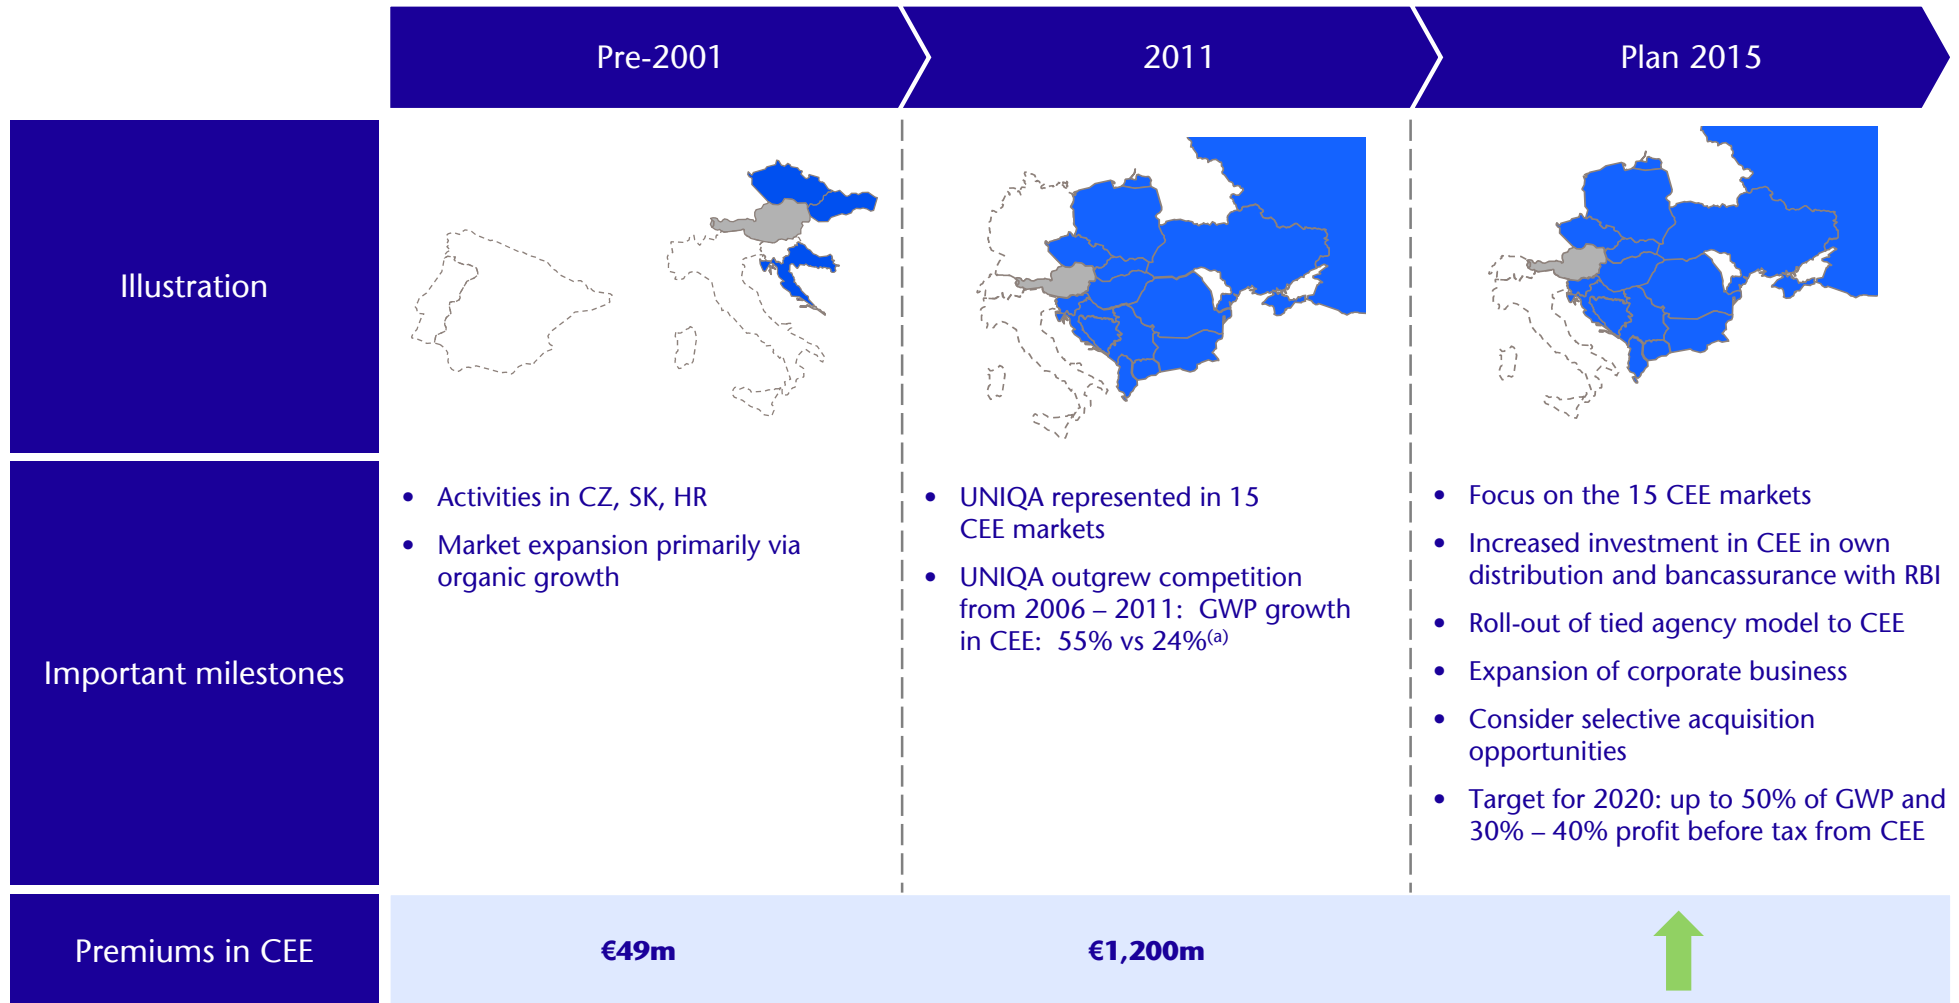 Pre-2001
2011
Plan 2015
Illustration
Important milestones
• Activities in CZ, SK, HR
• Market expansion primarily via
organic growth
• UNIQA represented in 15
CEE markets
• UNIQA outgrew competition
from 2006 – 2011: GWP growth
in CEE: 55% vs 24%(a)
• Focus on the 15 CEE markets
• Increased investment in CEE in own
distribution and bancassurance with RBI
• Roll-out of tied agency model to CEE
• Expansion of corporate business
• Consider selective acquisition
opportunities
• Target for 2020: up to 50% of GWP and
30% – 40% profit before tax from CEE
Premiums in CEE
€49m
€1,200m